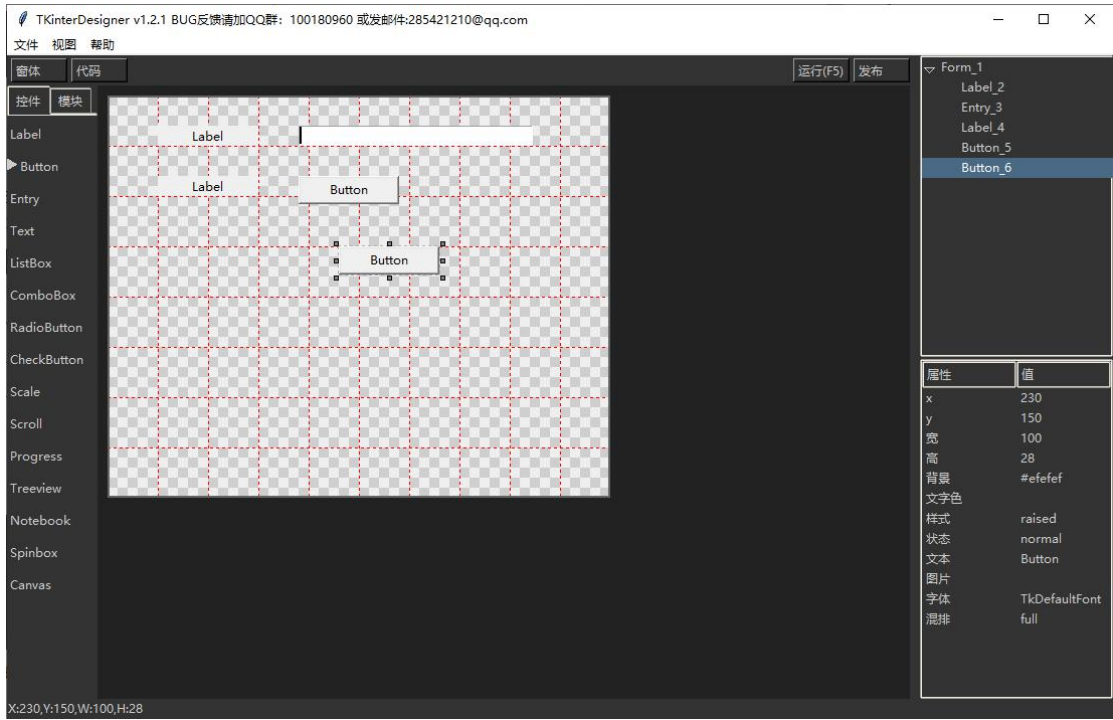 TKinterDesigner v1.2.1 BUG反馈请加QQ群：100180960 或发邮件:285421210@qq.com
文件 视图 帮助
窗体 代码 运行(F5) 发布
控件 模块
Label
Button
Entry
Text
ListBox
ComboBox
RadioButton
CheckButton
Scale
Scroll
Progress
Treeview
Notebook
Spinbox
Canvas
Label
Label Button
Button
Form_1
Label_2
Entry_3
Label_4
Button_5
Button_6
属性 值
x 230
y 150
宽 100
高 28
背景 #efefef
文字色
样式 raised
状态 normal
文本 Button
图片
字体 TkDefaultFont
混排 full
X:230,Y:150,W:100,H:28